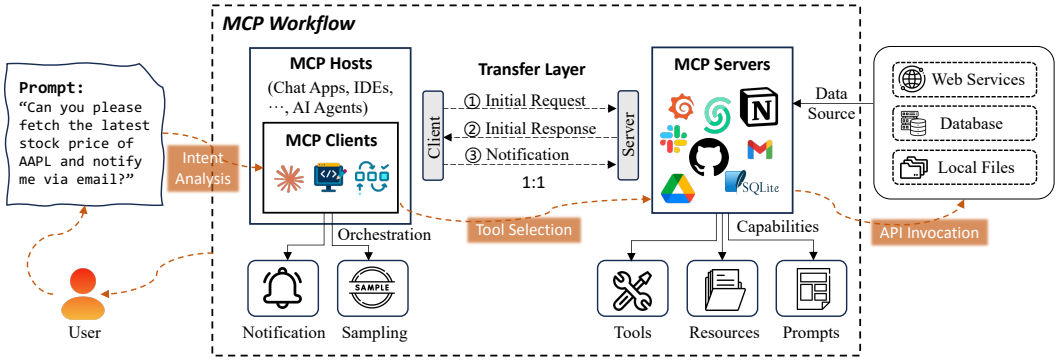 MCP Workflow
Prompt:
“Can you please
fetch the latest
stock price of
AAPL and notify
me via email?”
Intent
Analysis
User
MCP Hosts
(Chat Apps, IDEs,
…, AI Agents)
MCP Clients
</>
Orchestration
Notification
SAMPLE
Sampling
Transfer Layer
Client
① Initial Request
② Initial Response
③ Notification
1:1
Server
Tool Selection
MCP Servers
N
SQLite
Capabilities
Tools
Resources
Prompts
Data
Source
Web Services
Database
Local Files
API Invocation